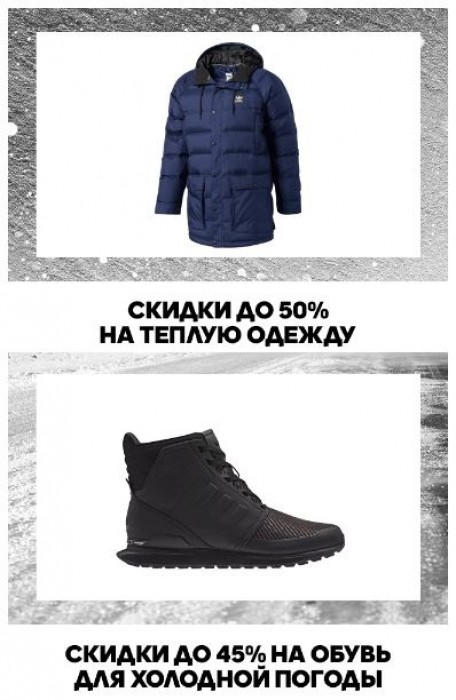 СКИДКИ ДО 50%
НА ТЕПЛУЮ ОДЕЖДУ
СКИДКИ ДО 45% НА ОБУВЬ
ДЛЯ ХОЛОДНОЙ ПОГОДЫ